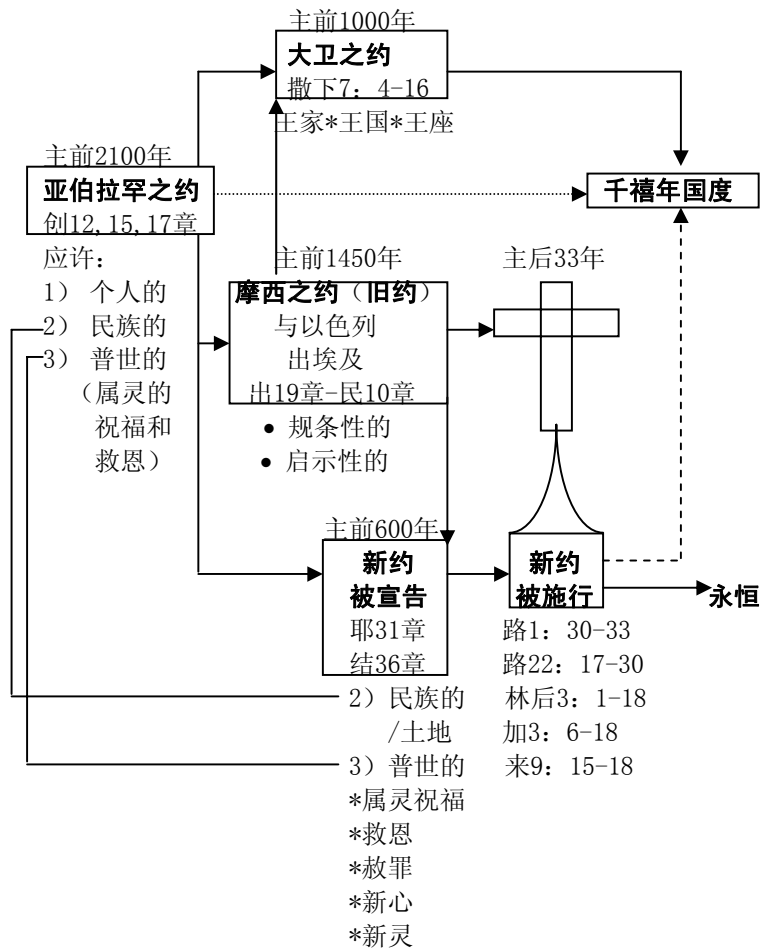 主前1000年
大卫之约
撒下7：4-16
王家*王国*王座
主前2100年
亚伯拉罕之约
创12,15,17章
应许：
1） 个人的
2） 民族的
3） 普世的
（属灵的
祝福和
救恩）
千禧年国度
主前1450年
摩西之约（旧约）
与以色列
出埃及
出19章-民10章
• 规条性的
• 启示性的
主后33年
主前600年
新约
被宣告
耶31章
结36章
2）民族的
/土地
3）普世的
*属灵祝福
*救恩
*赦罪
*新心
*新灵
新约
被施行
路1：30-33
路22：17-30
林后3：1-18
加3：6-18
来9：15-18
永恒